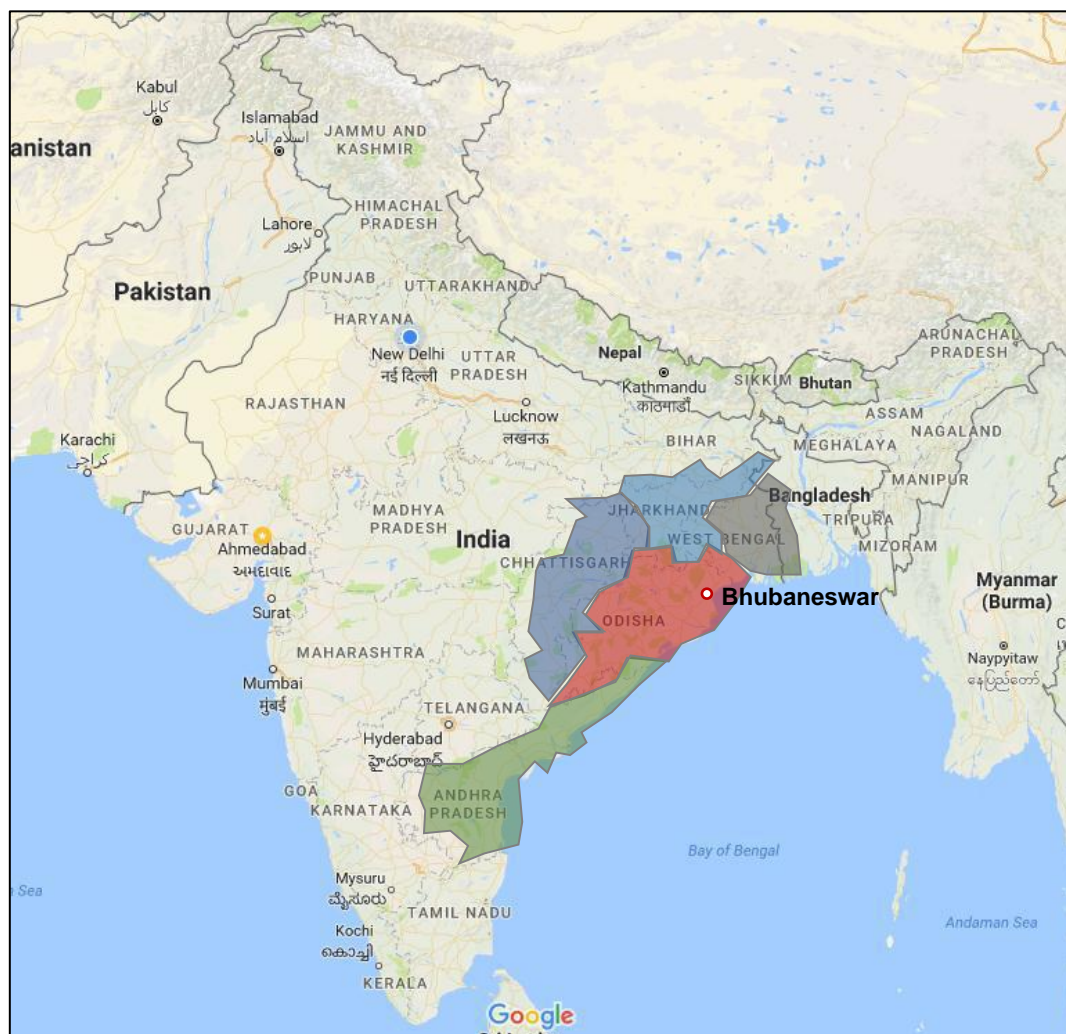 Kabul
کابل
Islamabad
اسلام آباد
anistan
JAMMU AND
KASHMIR
HIMACHAL
PRADESH
Lahore
لاہور
PUNJAB
Pakistan
UTTARAKHAND
HARYANA
ARUNACHAL
PRADESH
New Delhi
नई दिल्ली
UTTAR
PRADESH
Nepal
Kathmandu
काठमाडौं
SIKKIM
Bhutan
RAJASTHAN
Lucknow
लखनऊ
ASSAM
NAGALAND
Karachi
کراچی
BIHAR
MEGHALAYA
MANIPUR
Bangladesh
GUJARAT
MADHYA
PRADESH
JHARKHAND
TRIPURA
India
WEST BENGAL
MIZORAM
Ahmedabad
અમદાવાદ
CHHATTISGARH
Myanmar
(Burma)
Surat
Bhubaneswar
ODISHA
MAHARASHTRA
Naypyitaw
နေပြည်တော်
Mumbai
मुंबई
TELANGANA
Hyderabad
హైదరాబాద్
GOA
KARNATAKA
ANDHRA
PRADESH
Bay of Bengal
Mysuru
ಮೈಸೂರು
Sea
TAMIL NADU
Andaman Sea
Kochi
കൊച്ചി
KERALA
Google